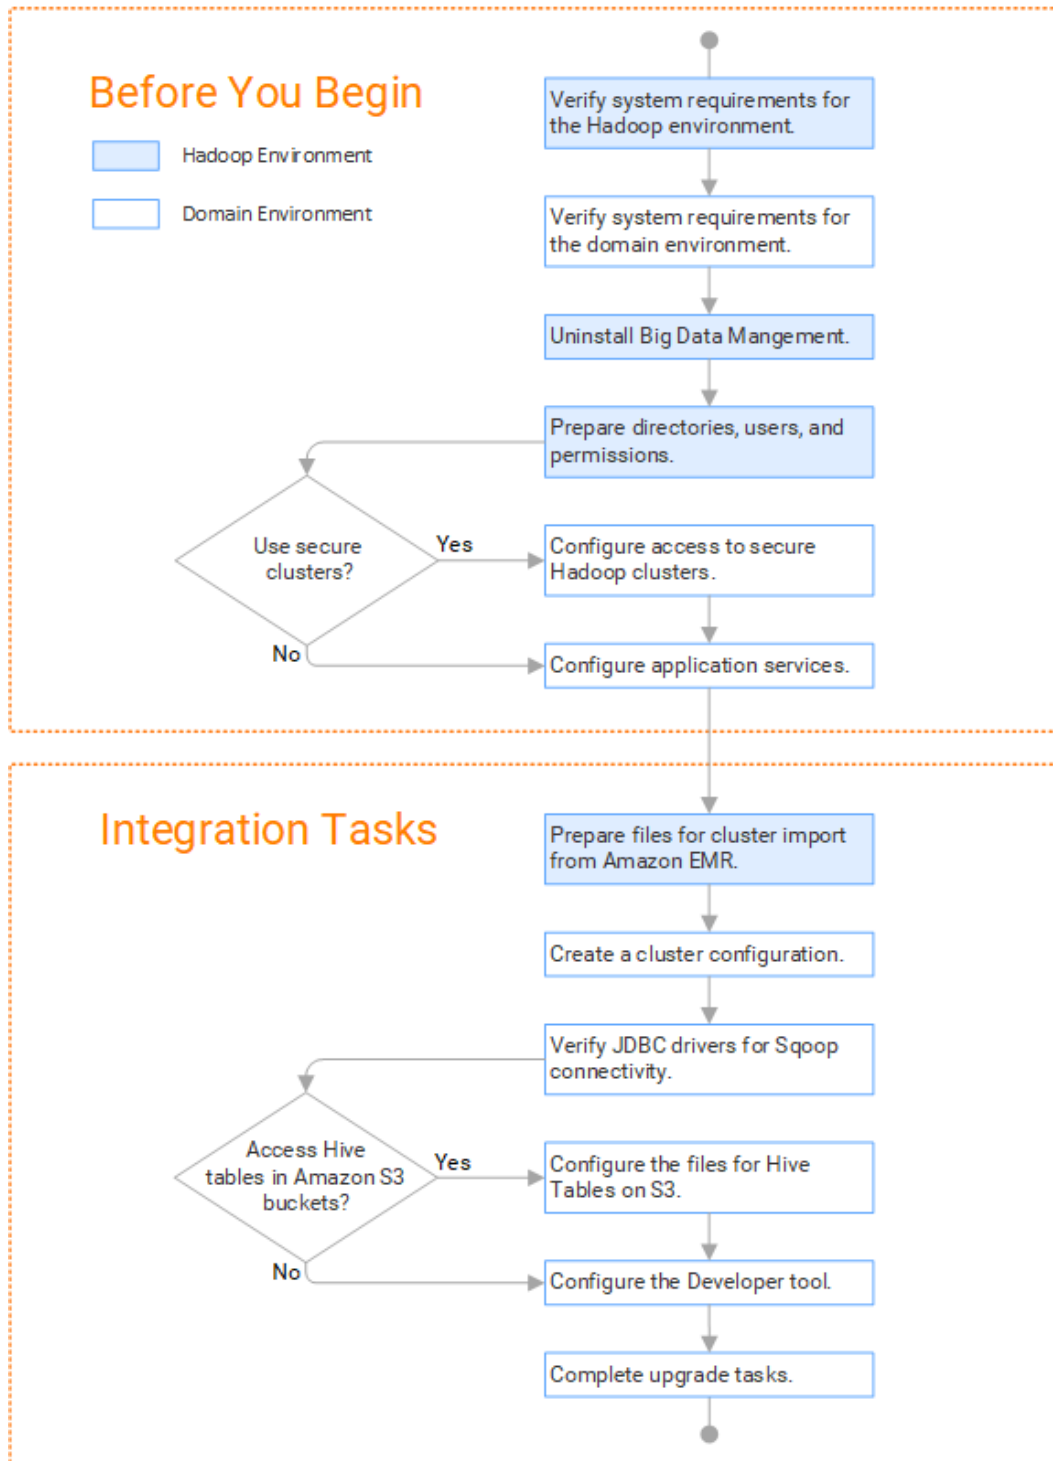 Before You Begin
Hadoop Environment
Domain Environment
Verify system requirements for
the Hadoop environment.
Verify system requirements for
the domain environment.
Uninstall Big Data Mangement.
Prepare directories, users, and
permissions.
Use secure
clusters?
Yes
No
Configure access to secure
Hadoop clusters.
Configure application services.
Integration Tasks
Prepare files for cluster import
from Amazon EMR.
Create a cluster configuration.
Verify JDBC drivers for Sqoop
connectivity.
Access Hive
tables in Amazon S3
buckets?
Yes
No
Configure the files for Hive
Tables on S3.
Configure the Developer tool.
Complete upgrade tasks.